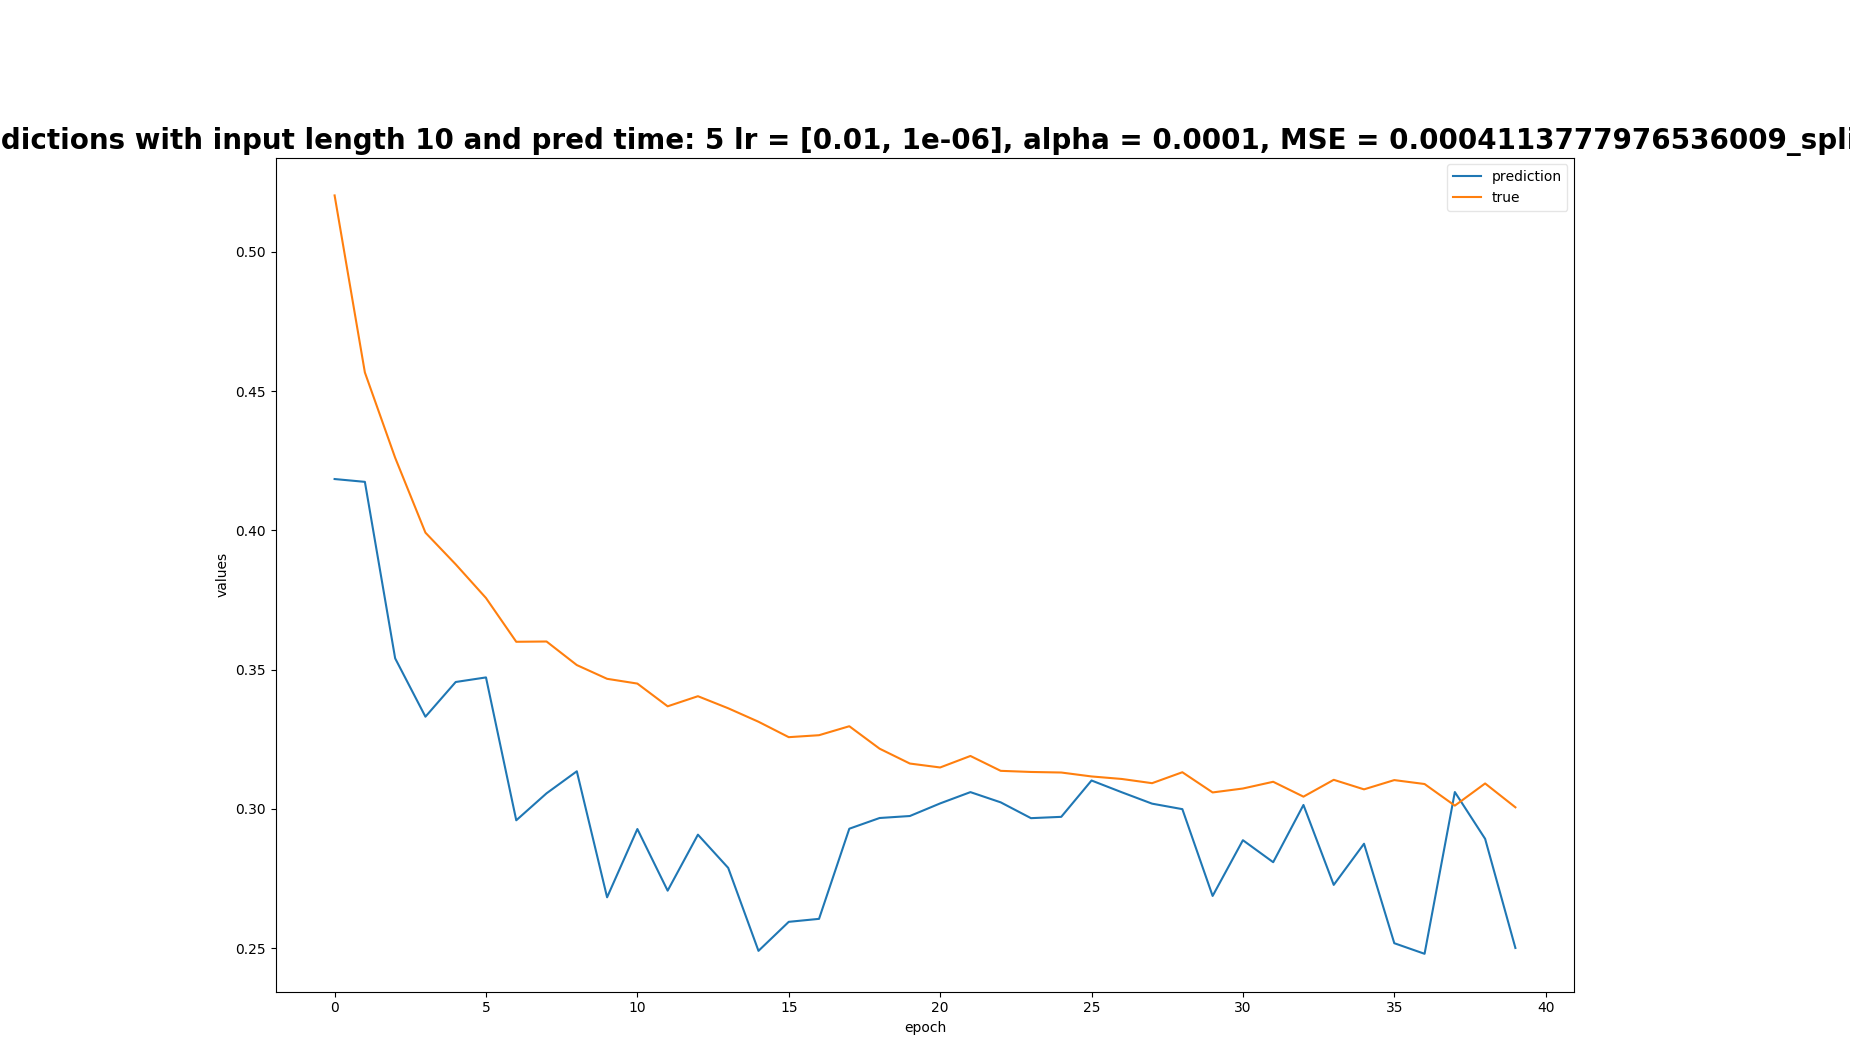 dictions with input length 10 and pred time: 5 lr = [0.01, 1e-06], alpha = 0.0001, MSE = 0.0004113777976536009_spli
prediction
true
0.50
0.45
0.40
0.35
0.30
0.25
values
0 5 10 15 20 25 30 35 40
epoch